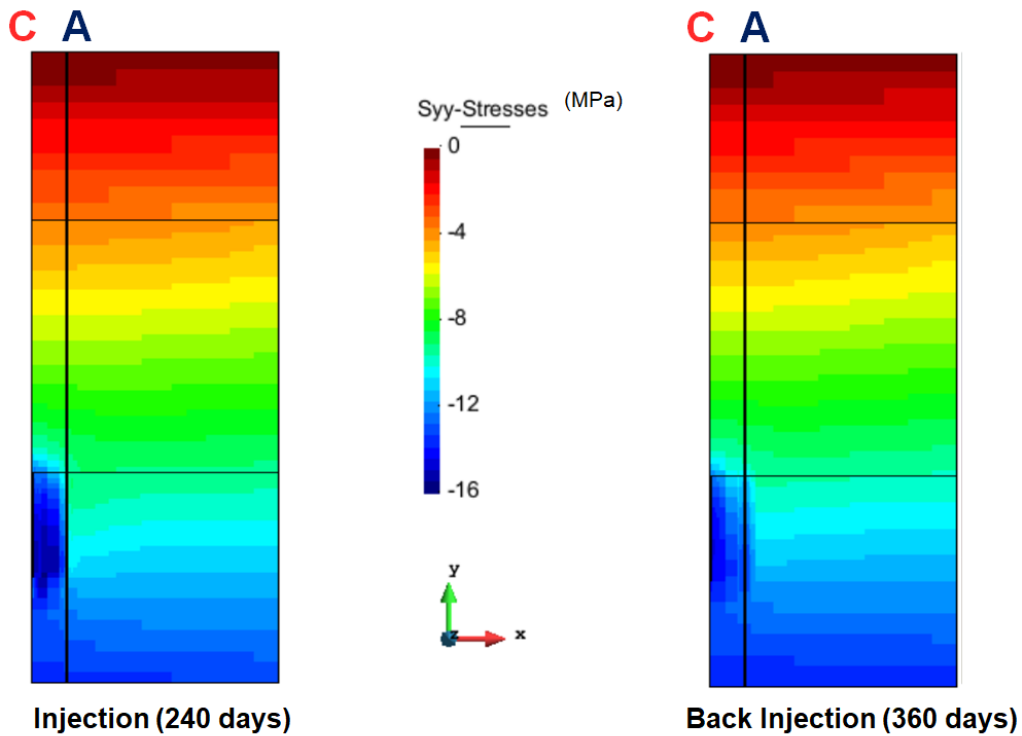 C A
C A
Syy-Stresses (MPa)
0
-4
-8
-12
-16
y
z x
Injection (240 days)
Back Injection (360 days)